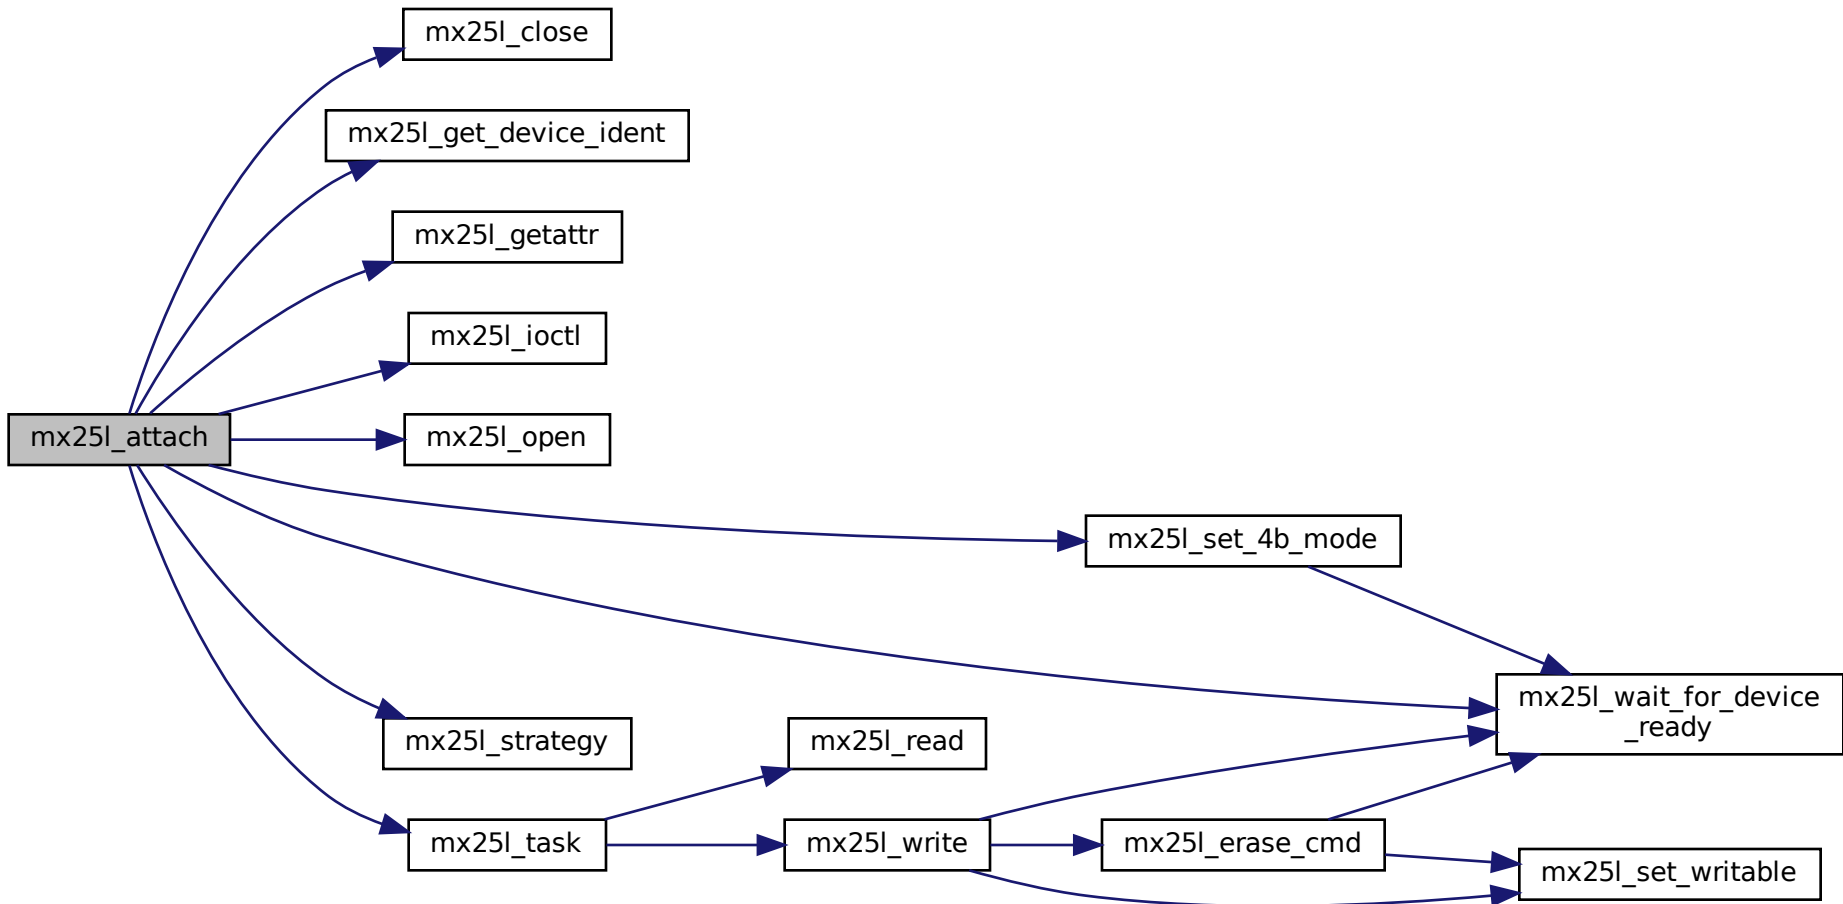 mx25l_close
mx25l_get_device_ident
mx25l_getattr
mx25l_ioctl
mx25l_attach
mx25l_open
mx25l_set_4b_mode
mx25l_wait_for_device
_ready
mx25l_strategy
mx25l_read
mx25l_task
mx25l_write
mx25l_erase_cmd
mx25l_set_writable